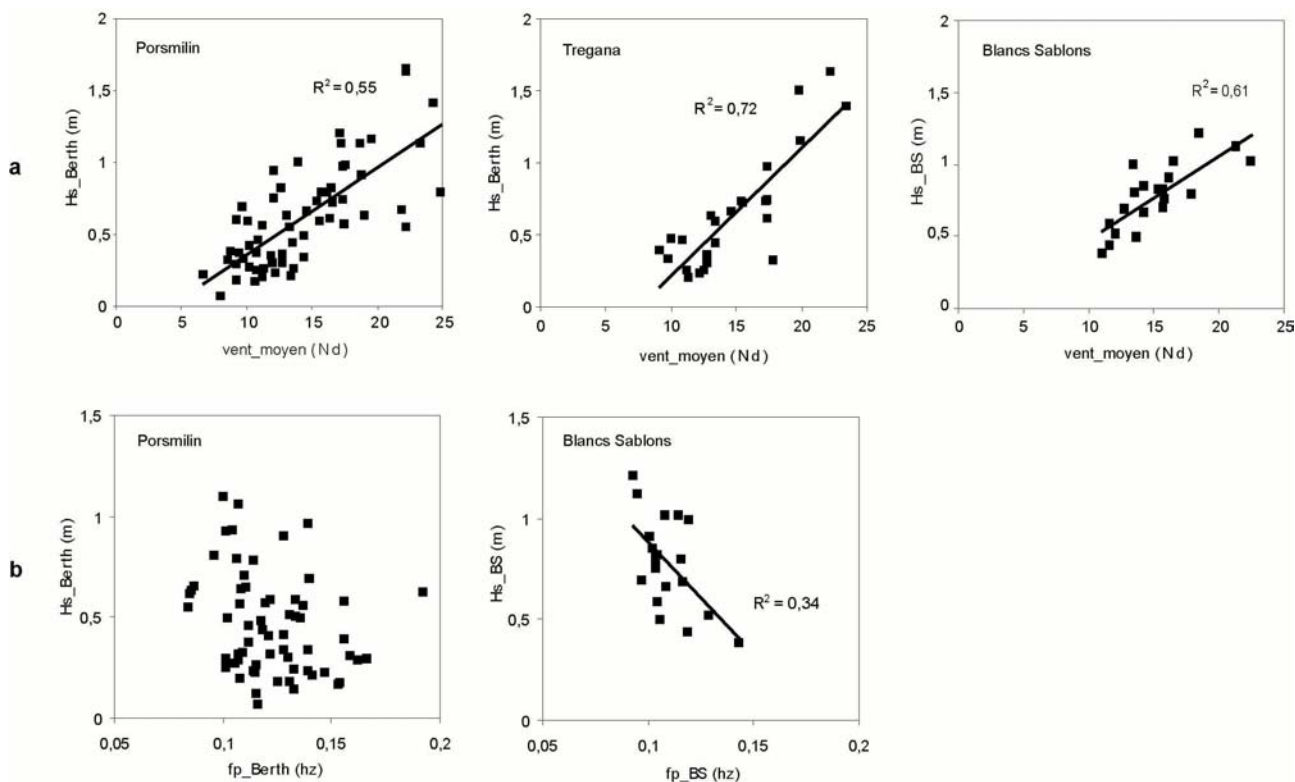 a
Porsmilin
R² = 0,55
Hs_Berth (m)
2
1,5
1
0,5
0
0
5
10
15
20
25
vent_moyen (Nd)
Tregana
R² = 0,72
Hs_Berth (m)
2
1,5
1
0,5
0
0
5
10
15
20
25
vent_moyen (Nd)
Blancs Sablons
R² = 0,61
Hs_BS (m)
2
1,5
1
0,5
0
0
5
10
15
20
25
vent_moyen (Nd)
b
Porsmilin
Hs_Berth (m)
1,5
1
0,5
0
0,05
0,1
0,15
0,2
fp_Berth (hz)
Blancs Sablons
R² = 0,34
Hs_BS (m)
1,5
1
0,5
0
0,05
0,1
0,15
0,2
fp_BS (hz)